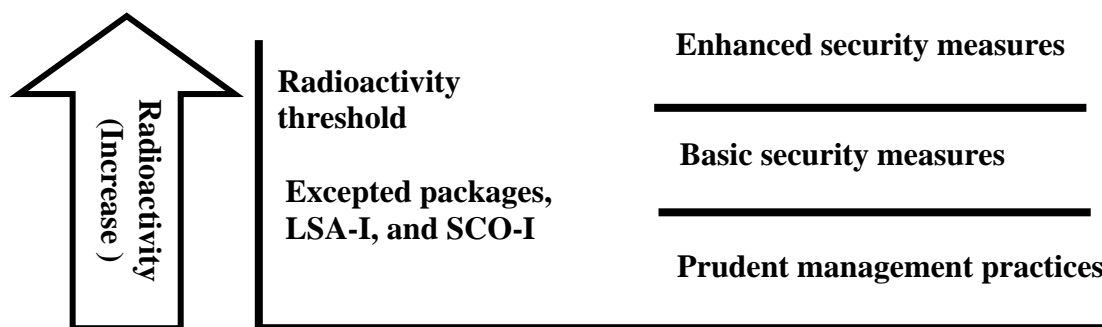 Radioactivity
(Increase )
Radioactivity
threshold
Excepted packages,
LSA-I, and SCO-I
Enhanced security measures
Basic security measures
Prudent management practices